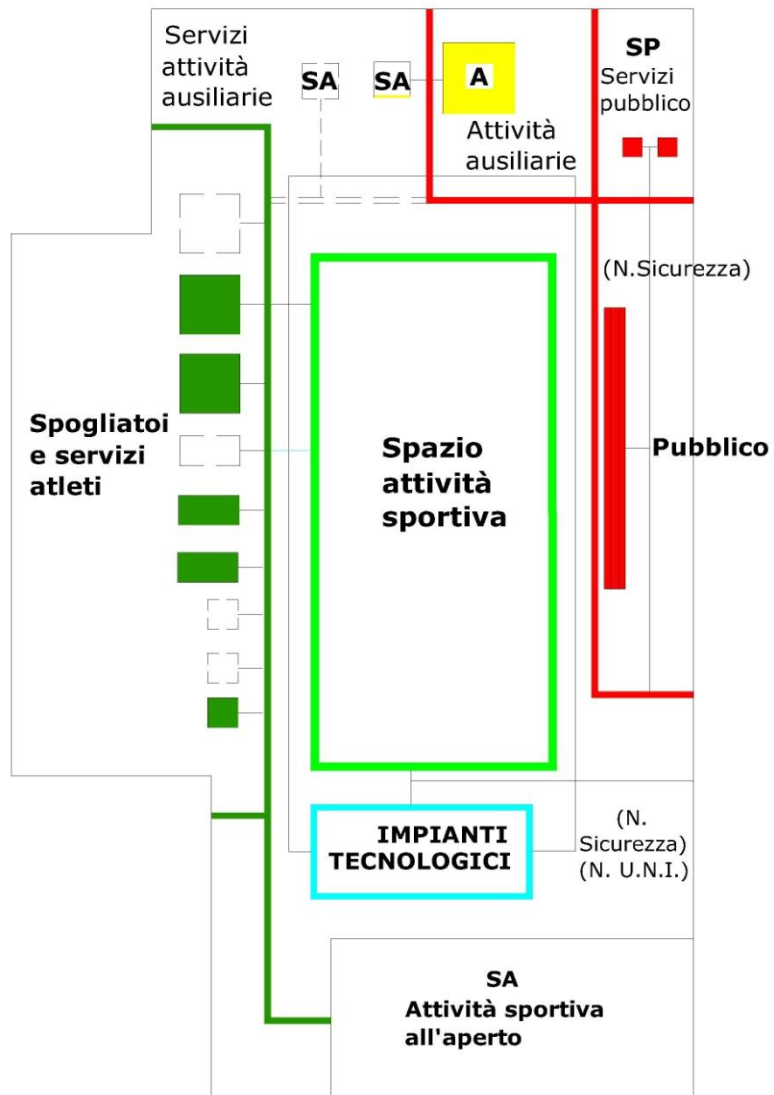 Servizi
attività
ausiliarie
SA
SA
A
Attività
ausiliarie
SP
Servizi
pubblico
(N.Sicurezza)
Spogliatoi
e servizi
atleti
Spazio
attività
sportiva
Pubblico
IMPIANTI
TECNOLOGICI
(N.
Sicurezza)
(N. U.N.I.)
SA
Attività sportiva
all'aperto